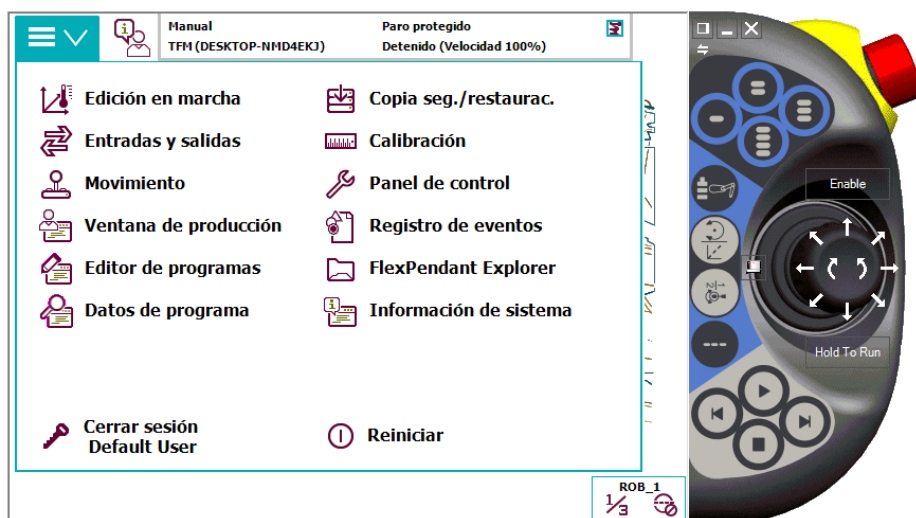 Manual
TFM (DESKTOP-NMD4EKJ)
Paro protegido
Detenido (Velocidad 100%)
Edición en marcha
Copia seg./restaurac.
Entradas y salidas
Calibración
Movimiento
Panel de control
Ventana de producción
Registro de eventos
Editor de programas
FlexPendant Explorer
Datos de programa
Información de sistema
Cerrar sesión
Default User
Reiniciar
ROB_1
1/3
Enable
Hold To Run